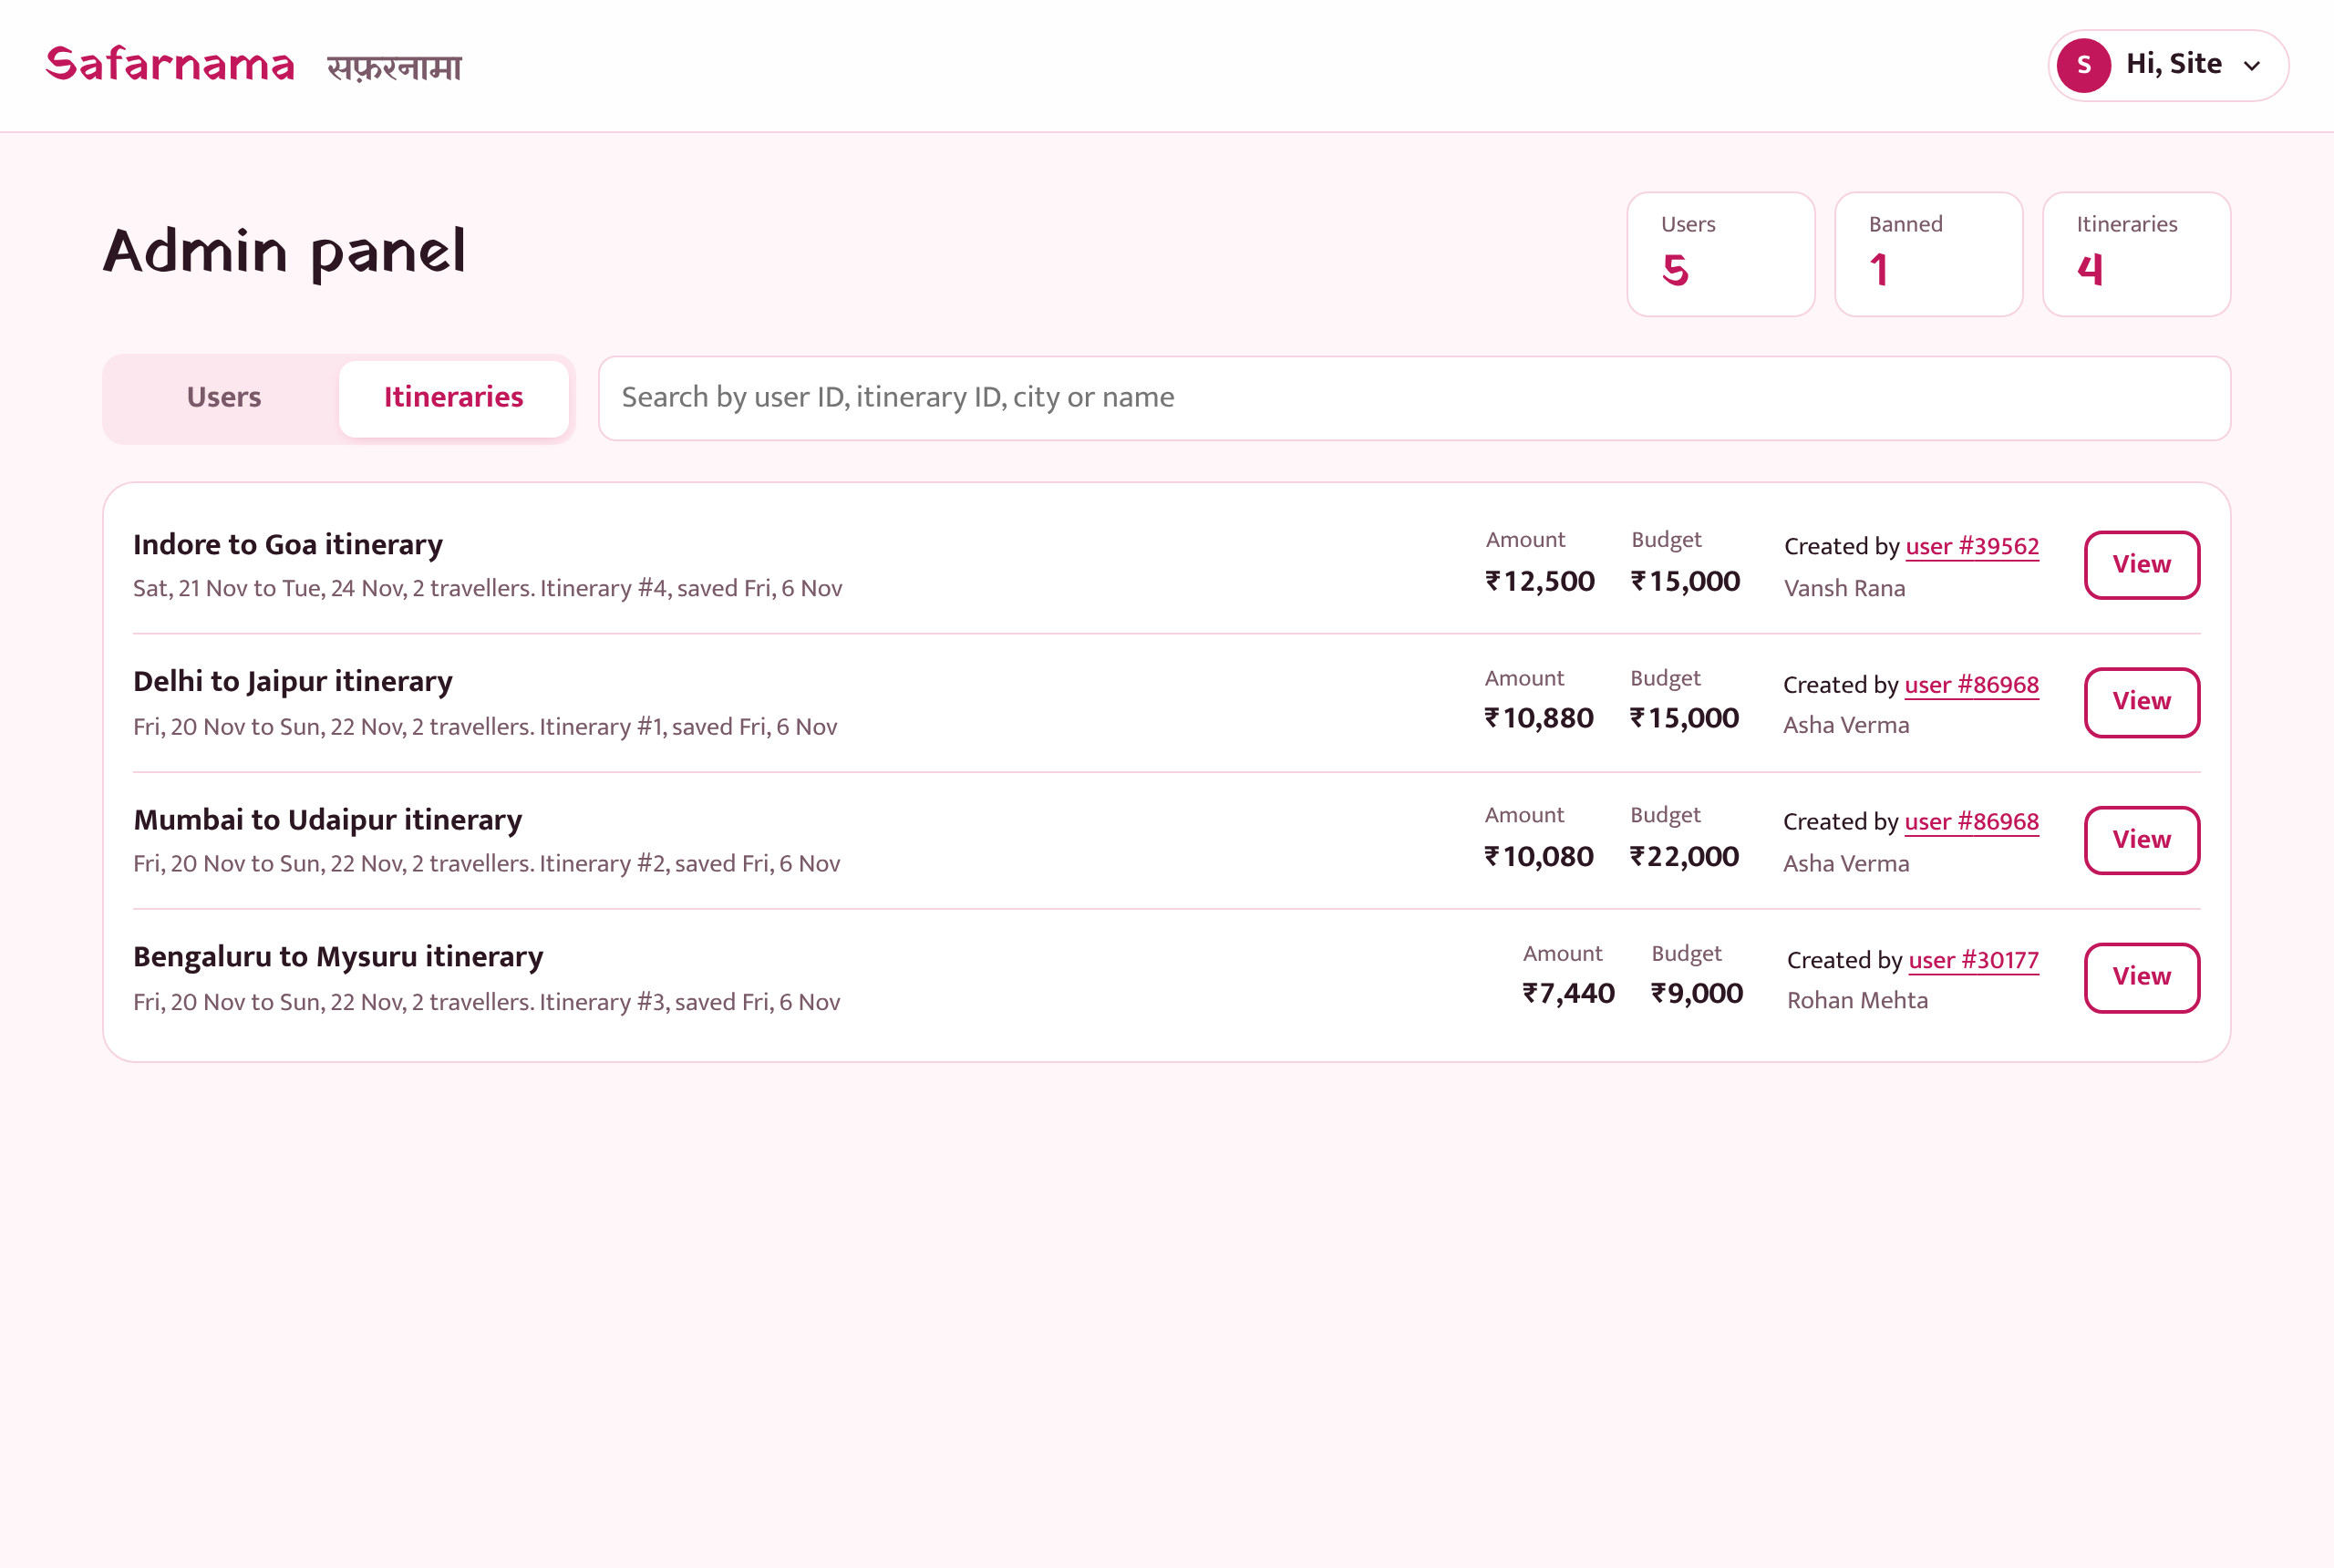 Safarnama सफ़रनामा
S Hi, Site
Admin panel
Users
5
Banned
1
Itineraries
4
Users
Itineraries
Search by user ID, itinerary ID, city or name
Indore to Goa itinerary
Sat, 21 Nov to Tue, 24 Nov, 2 travellers. Itinerary #4, saved Fri, 6 Nov
Amount
₹12,500
Budget
₹15,000
Created by user #39562
Vansh Rana
View
Delhi to Jaipur itinerary
Fri, 20 Nov to Sun, 22 Nov, 2 travellers. Itinerary #1, saved Fri, 6 Nov
Amount
₹10,880
Budget
₹15,000
Created by user #86968
Asha Verma
View
Mumbai to Udaipur itinerary
Fri, 20 Nov to Sun, 22 Nov, 2 travellers. Itinerary #2, saved Fri, 6 Nov
Amount
₹10,080
Budget
₹22,000
Created by user #86968
Asha Verma
View
Bengaluru to Mysuru itinerary
Fri, 20 Nov to Sun, 22 Nov, 2 travellers. Itinerary #3, saved Fri, 6 Nov
Amount
₹7,440
Budget
₹9,000
Created by user #30177
Rohan Mehta
View